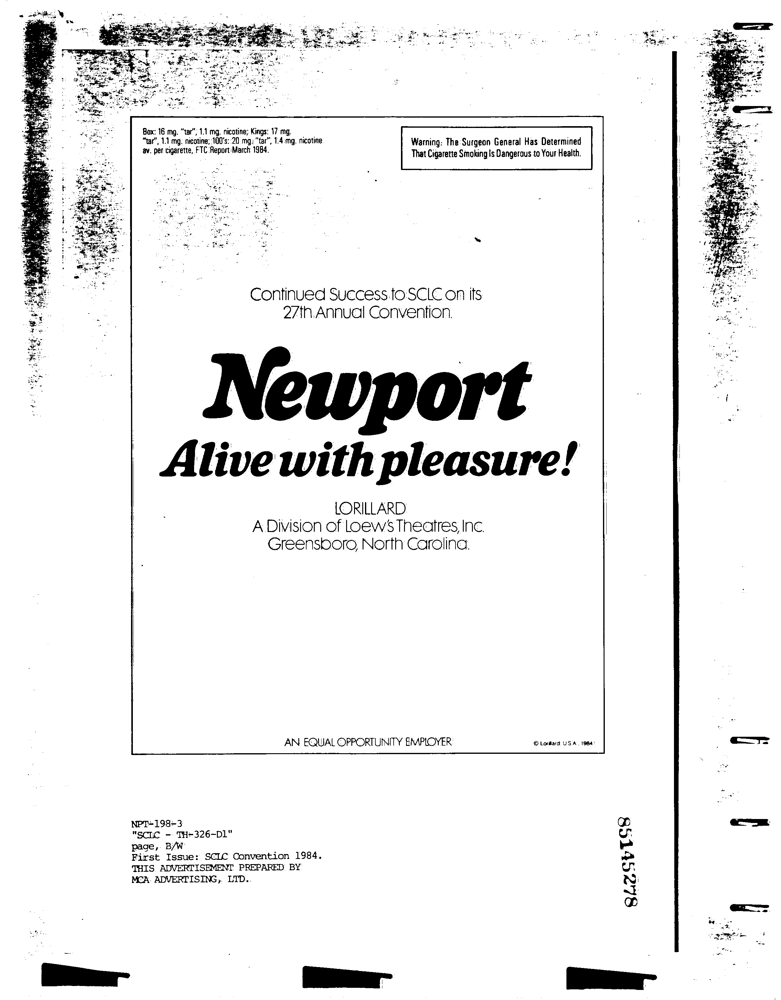 Box: 16 mg. "tar", 1.1 mg. nicotine; Kings: 17 mg.
"tar", 1.1 mg. nicotine; 100's: 20 mg. "tar", 1.4 mg. nicotine
av. per cigarette, FTC Report March 1984.
Warning: The Surgeon General Has Determined
That Cigarette Smoking Is Dangerous to Your Health.
Continued Success to SCLC on its
27th Annual Convention.
Newport
Alive with pleasure!
LORILLARD
A Division of Loew's Theatres, Inc.
Greensboro, North Carolina.
AN EQUAL OPPORTUNITY EMPLOYER
© Lorillard U.S.A., 1984
NPT-198-3
"SCLC - TH-326-D1"
page, B/W
First Issue: SCLC Convention 1984.
THIS ADVERTISEMENT PREPARED BY
MCA ADVERTISING, LTD.
85145278